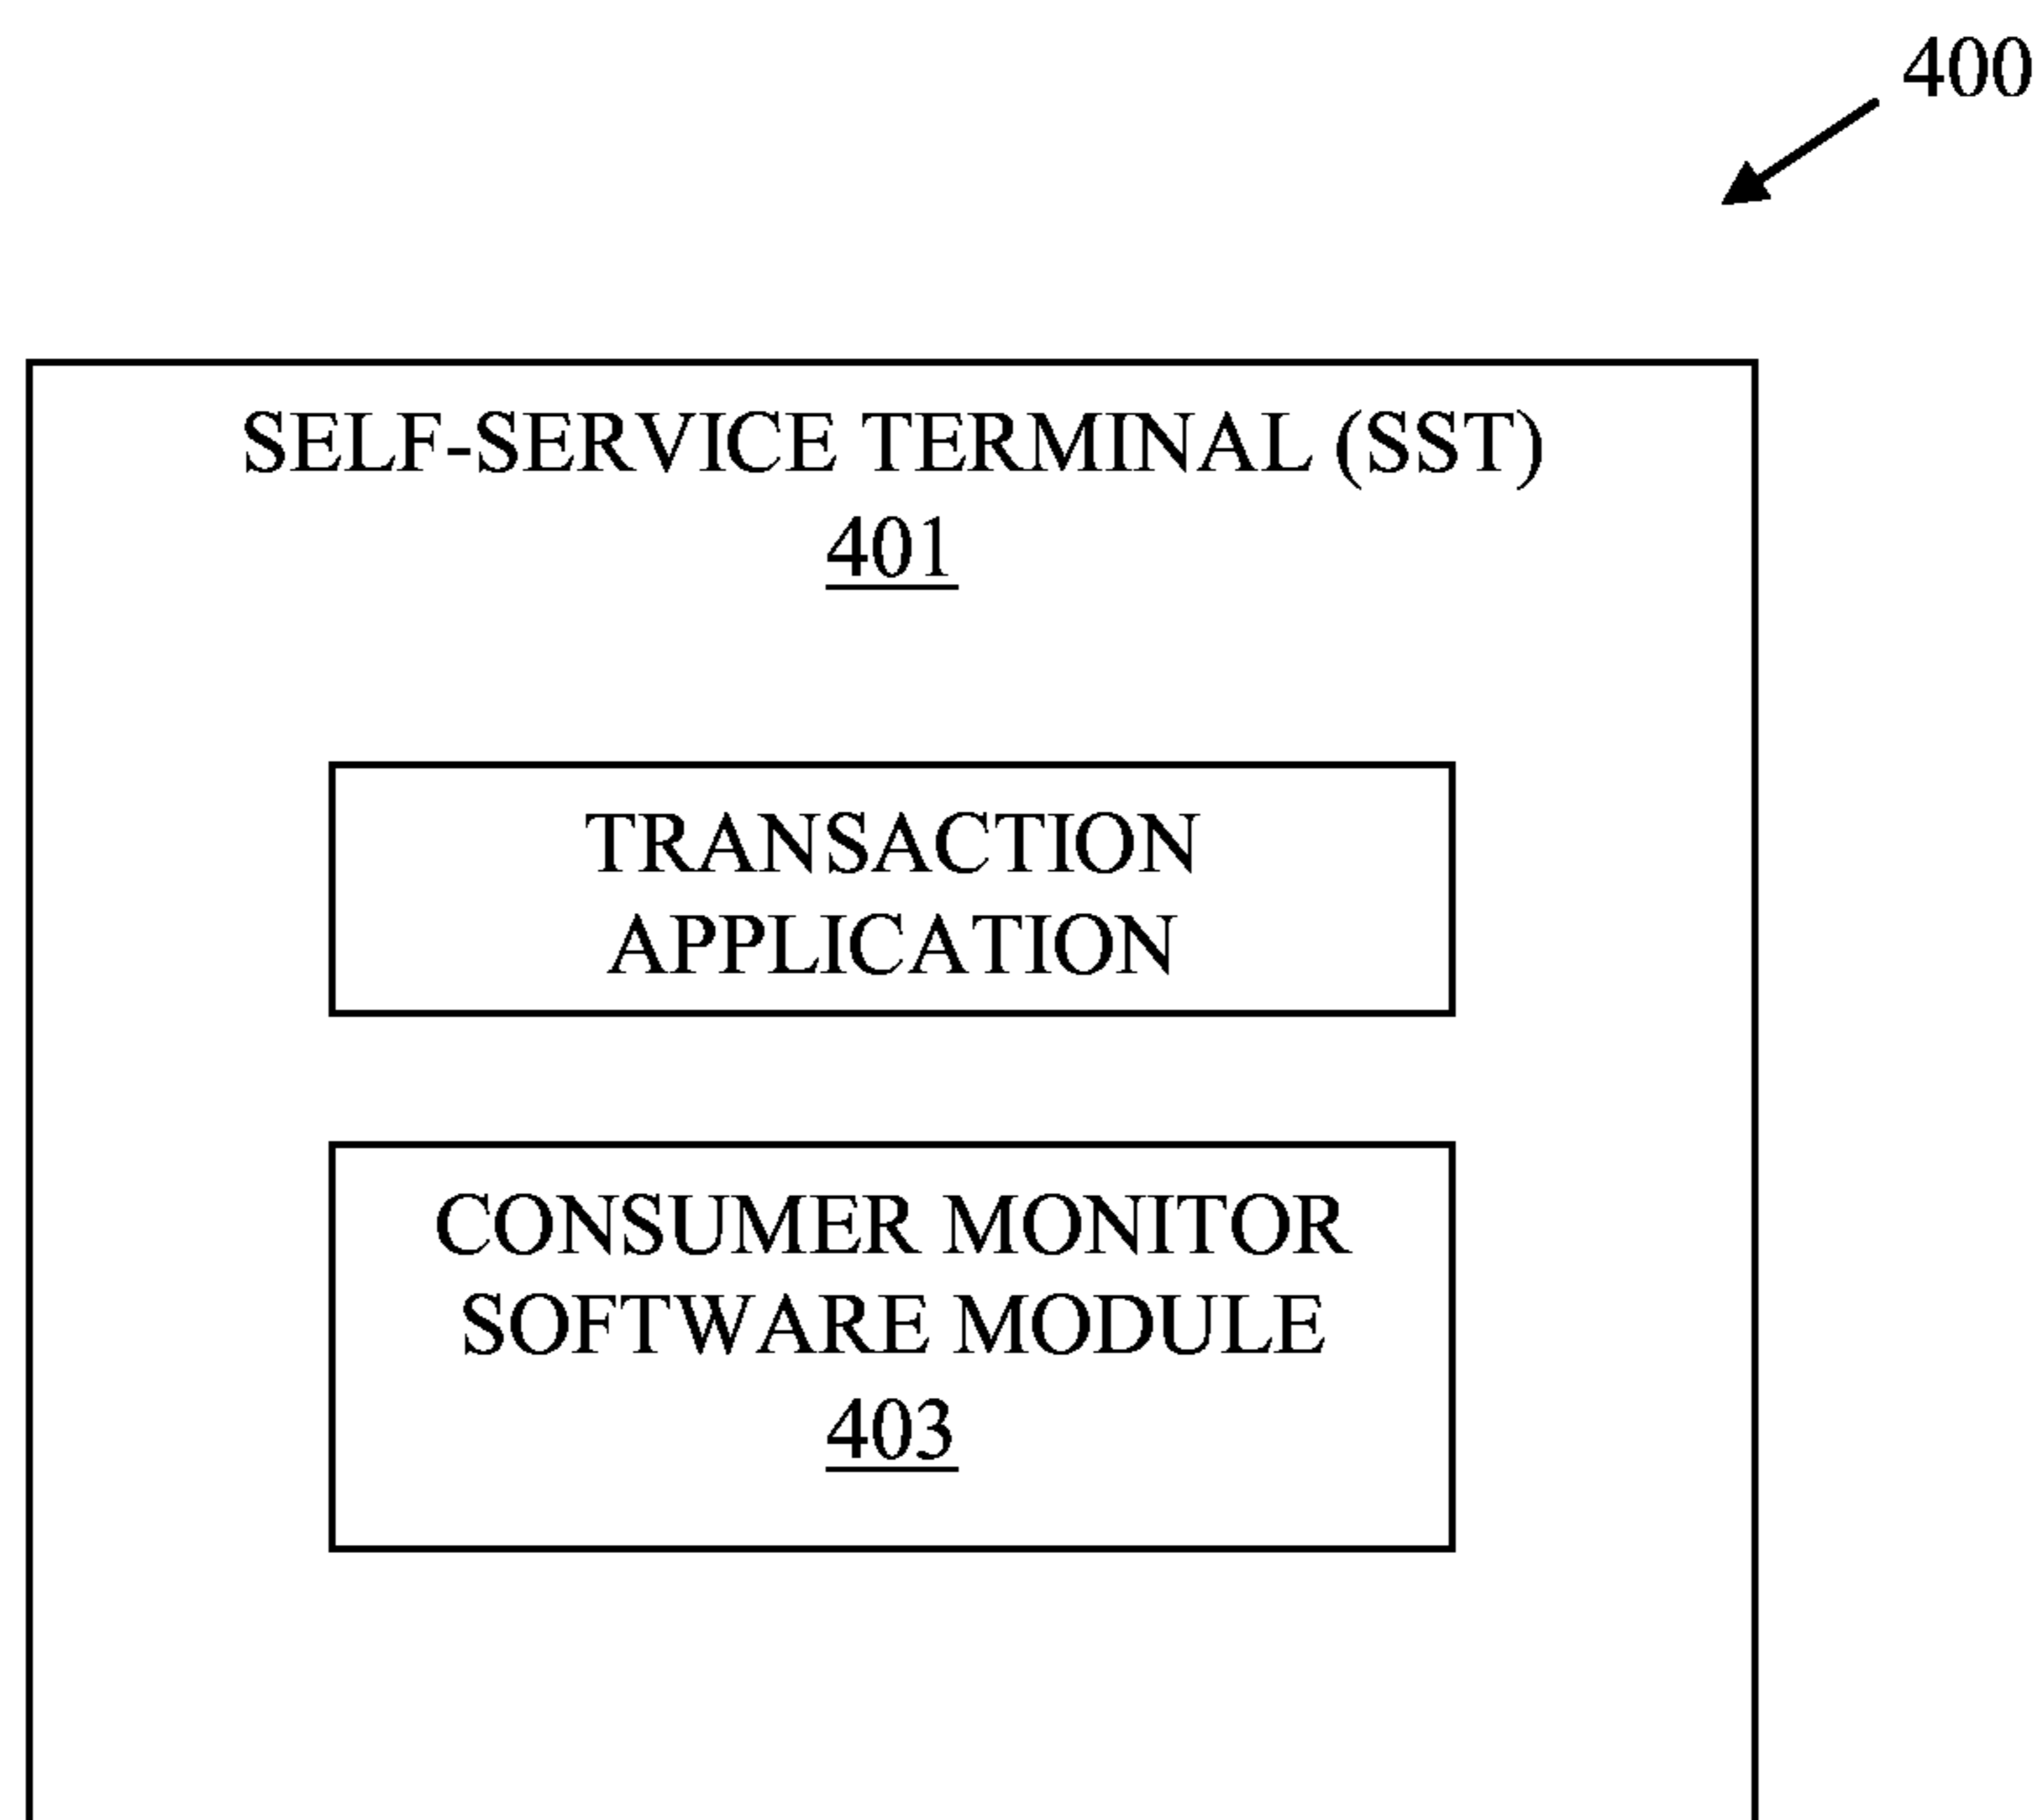 400
SELF-SERVICE TERMINAL (SST)
401
TRANSACTION
APPLICATION
CONSUMER MONITOR
SOFTWARE MODULE
403